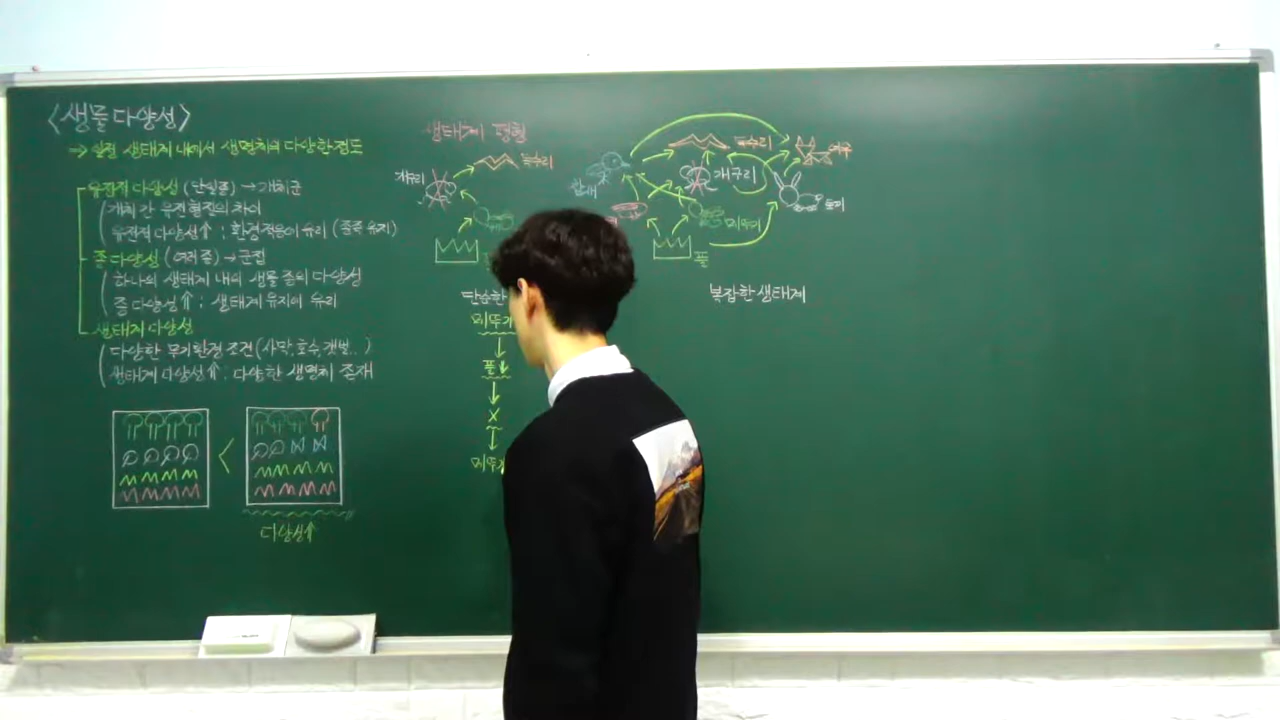 <생물다양성>
→ 일정 생태계 내에서 생명체의 다양한 정도
유전적 다양성 (단일종) → 개체군
개체 간 유전형질의 차이
유전적 다양성↑ : 환경적응에 유리 (종족 유지)
종 다양성 (여러 종) → 군집
하나의 생태계 내의 생물 종의 다양성
종 다양성↑ : 생태계 유지에 유리
생태계 다양성
다양한 무기환경 조건 (사막, 호수, 갯벌..)
생태계 다양성↑ : 다양한 생명체 존재
<
다양성↑
생태계 평형
독수리
개구리
단순한
메뚜기
풀↓
X
메뚜기
독수리
여우
참새
개구리
토끼
메뚜기
풀
복잡한 생태계